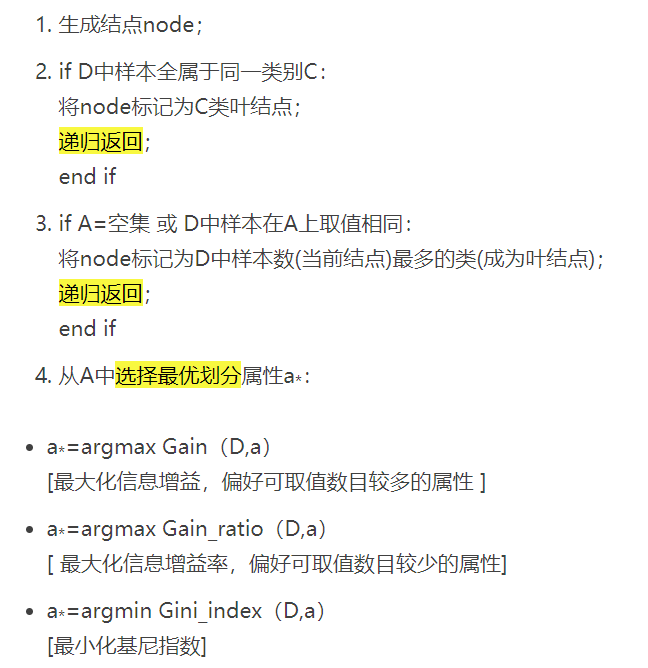 1. 生成结点node；
2. if D中样本全属于同一类别C：
将node标记为C类叶结点；
递归返回；
end if
3. if A=空集 或 D中样本在A上取值相同：
将node标记为D中样本数(当前结点)最多的类(成为叶结点)；
递归返回；
end if
4. 从A中选择最优划分属性a*：
• a*=argmax Gain（D,a）
[最大化信息增益，偏好可取值数目较多的属性 ]
• a*=argmax Gain_ratio（D,a）
[ 最大化信息增益率，偏好可取值数目较少的属性]
• a*=argmin Gini_index（D,a）
[最小化基尼指数]